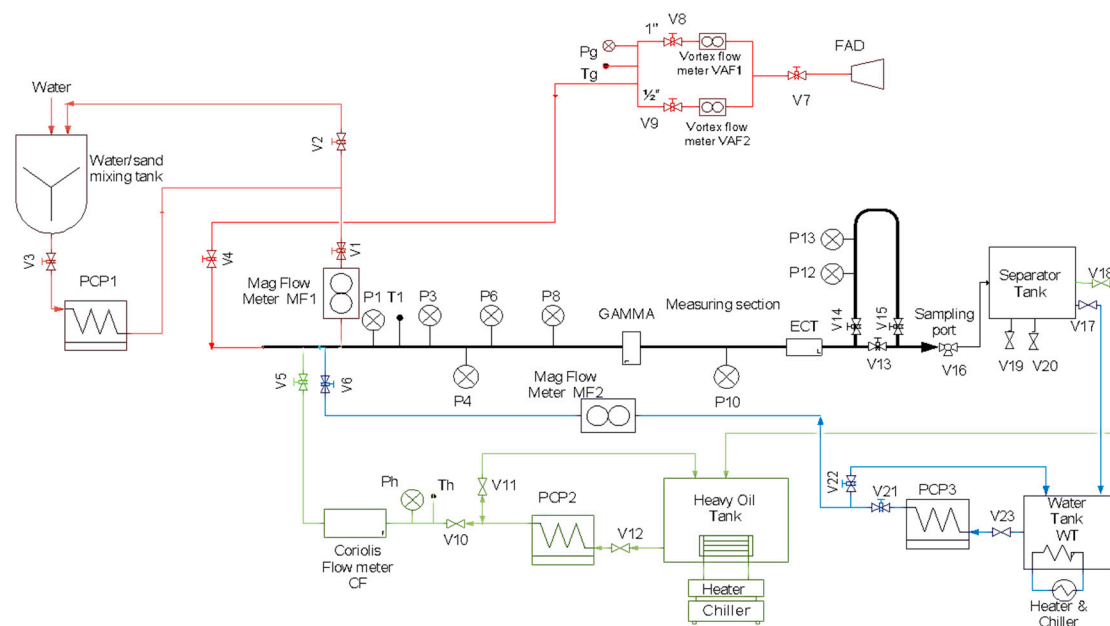 1"
V8
Pg
Tg
Vortex flow
meter VAF1
FAD
V7
½"
V9
Vortex flow
meter VAF2
Water
V2
Water/sand
mixing tank
V3
PCP1
V4
V1
Mag Flow
Meter MF1
P1
T1
P3
P6
P8
GAMMA
Measuring section
P13
P12
V14
V15
ECT
V13
Sampling
port
V16
Separator
Tank
V18
V17
V19
V20
V5
V6
P4
Mag Flow
Meter MF2
P10
Ph
Th
V11
V10
PCP2
V12
Heavy Oil
Tank
Heater
Chiller
Coriolis
Flow meter
CF
V22
V21
PCP3
V23
Water
Tank
WT
Heater &
Chiller